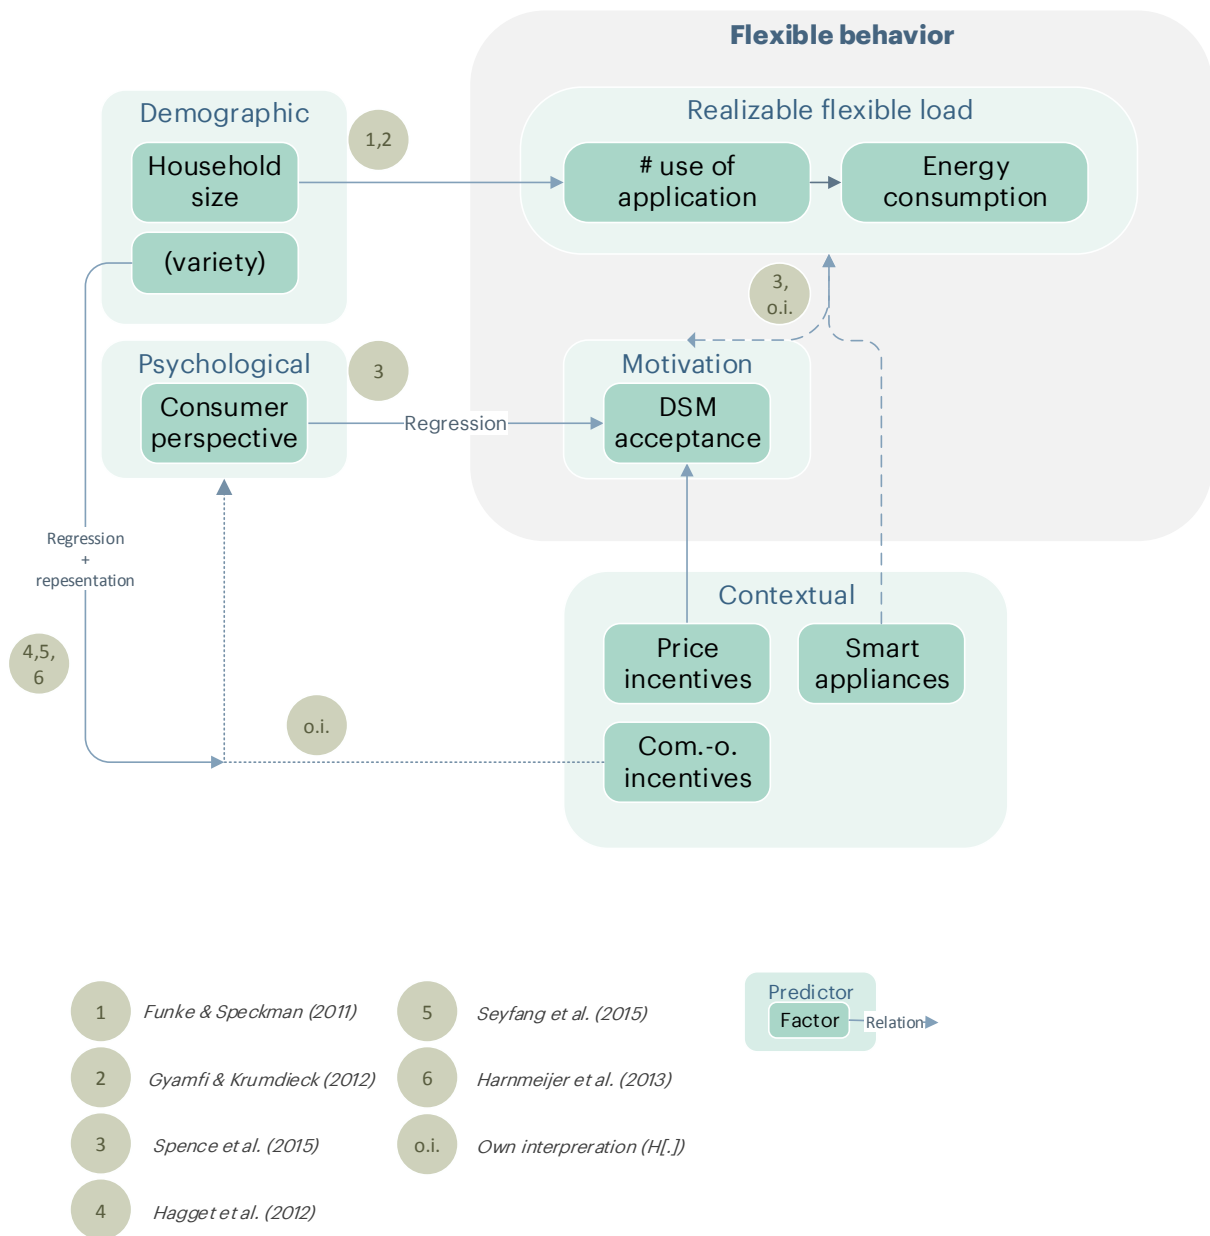 Flexible behavior
Demographic
Household
size
(variety)
1,2
Realizable flexible load
# use of
application
Energy
consumption
3,
o.i.
Psychological
Consumer
perspective
3
Regression
Motivation
DSM
acceptance
Regression
+
repesentation
4,5,
6
o.i.
Contextual
Price
incentives
Smart
appliances
Com.-o.
incentives
1 Funke & Speckman (2011)
2 Gyamfi & Krumdieck (2012)
3 Spence et al. (2015)
4 Hagget et al. (2012)
5 Seyfang et al. (2015)
6 Harnmeijer et al. (2013)
o.i. Own interpreration (H[.])
Predictor
Factor
Relation